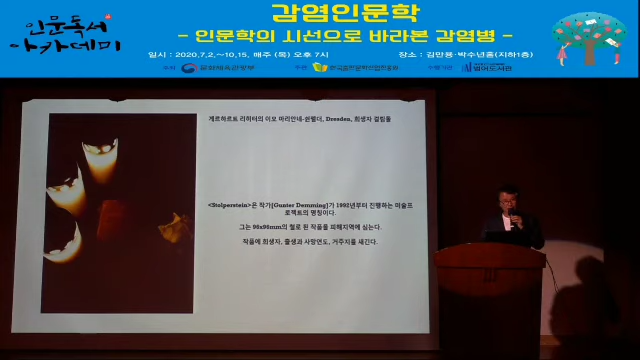 인문독서
아카데미
감염인문학
- 인문학의 시선으로 바라본 감염병 -
일시 : 2020.7.2.~10.15. 매주 (목) 오후 7시
장소 : 김만용·박수년홀(지하1층)
문화체육관광부
게르하르트 리히터의 이모 마리안네-쇤펠더, Dresden, 희생자 걸림돌
<Stolperstein>은 작가[Gunter Demming]가 1992년부터 진행하는 미술프
로젝트의 명칭이다.
그는 96x96mm의 철로 된 작품을 피해지역에 심는다.
작품에 희생자, 출생과 사망연도, 거주지를 새긴다.